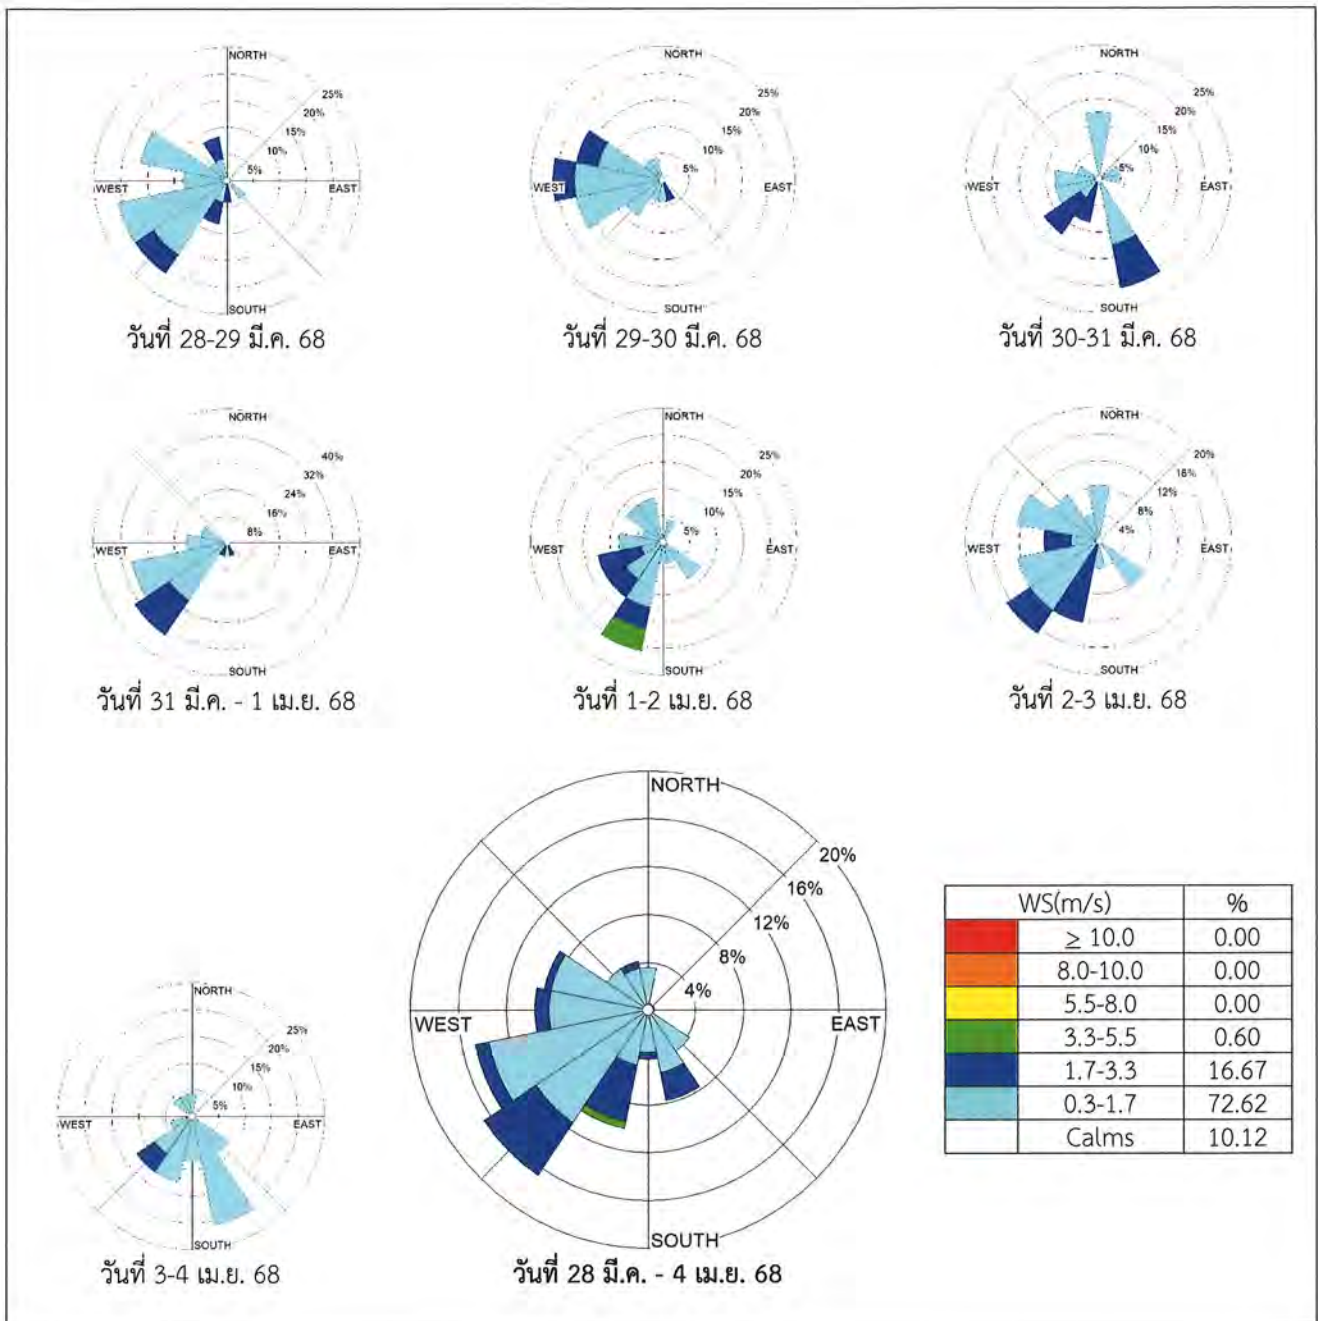 NORTH
25%
20%
15%
10%
5%
WEST
EAST
SOUTH
วันที่ 28-29 มี.ค. 68
NORTH
25%
20%
15%
10%
5%
WEST
EAST
SOUTH
วันที่ 29-30 มี.ค. 68
NORTH
25%
20%
15%
10%
5%
WEST
EAST
SOUTH
วันที่ 30-31 มี.ค. 68
NORTH
40%
32%
24%
16%
8%
WEST
EAST
SOUTH
วันที่ 31 มี.ค. - 1 เม.ย. 68
NORTH
25%
20%
15%
10%
5%
WEST
EAST
SOUTH
วันที่ 1-2 เม.ย. 68
NORTH
20%
16%
12%
8%
4%
WEST
EAST
SOUTH
วันที่ 2-3 เม.ย. 68
NORTH
25%
20%
15%
10%
5%
WEST
EAST
SOUTH
วันที่ 3-4 เม.ย. 68
NORTH
20%
16%
12%
8%
4%
WEST
EAST
SOUTH
วันที่ 28 มี.ค. - 4 เม.ย. 68
WS(m/s) %
≥ 10.0 0.00
8.0-10.0 0.00
5.5-8.0 0.00
3.3-5.5 0.60
1.7-3.3 16.67
0.3-1.7 72.62
Calms 10.12